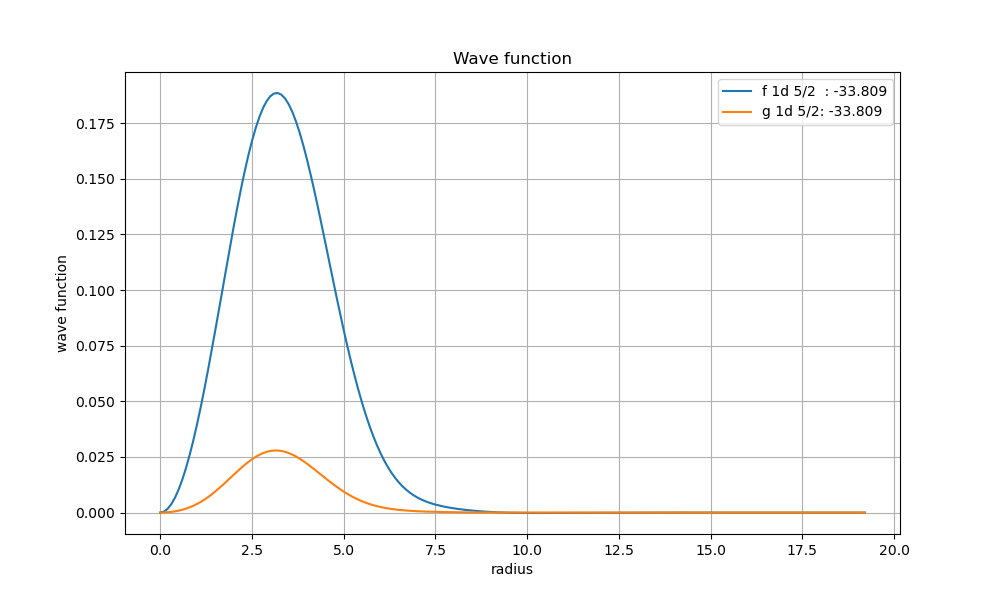 Wave function
f 1d 5/2  : -33.809
g 1d 5/2: -33.809
wave function
0.175
0.150
0.125
0.100
0.075
0.050
0.025
0.000
0.0 2.5 5.0 7.5 10.0 12.5 15.0 17.5 20.0
radius